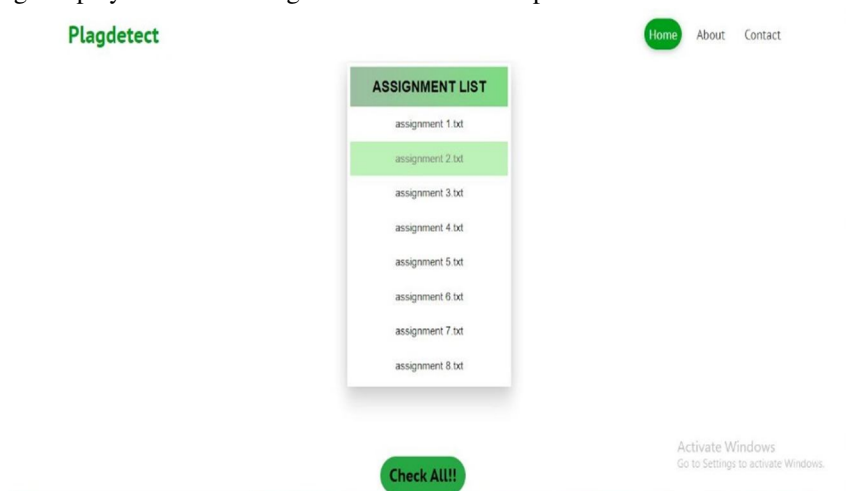 Plagdetect
Home About Contact
ASSIGNMENT LIST
assignment 1.txt
assignment 2.txt
assignment 3.txt
assignment 4.txt
assignment 5.txt
assignment 6.txt
assignment 7.txt
assignment 8.txt
Activate Windows
Go to Settings to activate Windows.
Check All!!